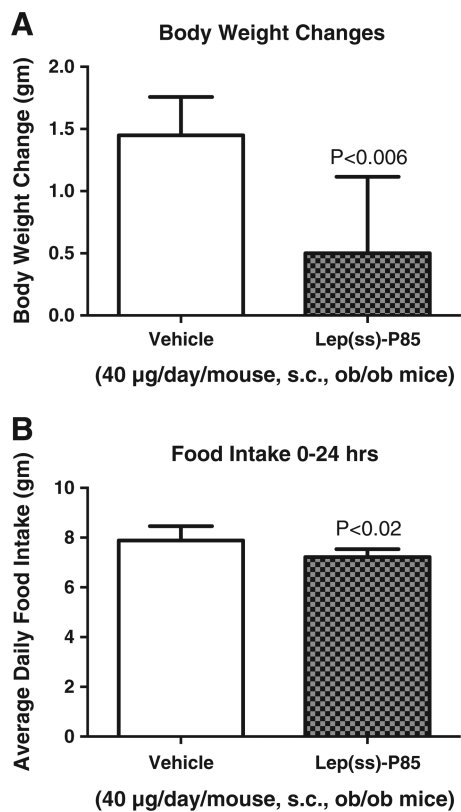 A
Body Weight Changes
Body Weight Change (gm)
2.0
1.5
1.0
0.5
0.0
P<0.006
Vehicle
Lep(ss)-P85
(40 µg/day/mouse, s.c., ob/ob mice)
B
Food Intake 0-24 hrs
Average Daily Food Intake (gm)
10
8
6
4
2
0
P<0.02
Vehicle
Lep(ss)-P85
(40 µg/day/mouse, s.c., ob/ob mice)